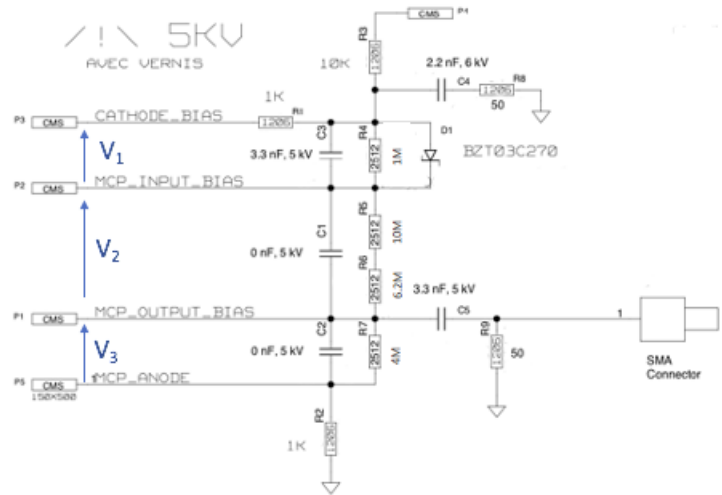 CMS P4
/!\ 5KV
AVEC VERNIS
R3
1206
10K
2.2 nF, 6 kV
C4
R8
1206
50
1K
R1
P3 CMS CATHODE_BIAS 1206
V1
C3
3.3 nF, 5 kV
R4
2512
1M
D1
BZT03C270
P2 CMS MCP_INPUT_BIAS
V2
C1
0 nF, 5 kV
R5
2512
10M
R6
2512
6.2M
3.3 nF, 5 kV
C5
P1 CMS MCP_OUTPUT_BIAS
1
V3
C2
0 nF, 5 kV
R7
2512
4M
R9
1206
50
SMA
Connector
P5 CMS MCP_ANODE
150X500
R2
1206
1K